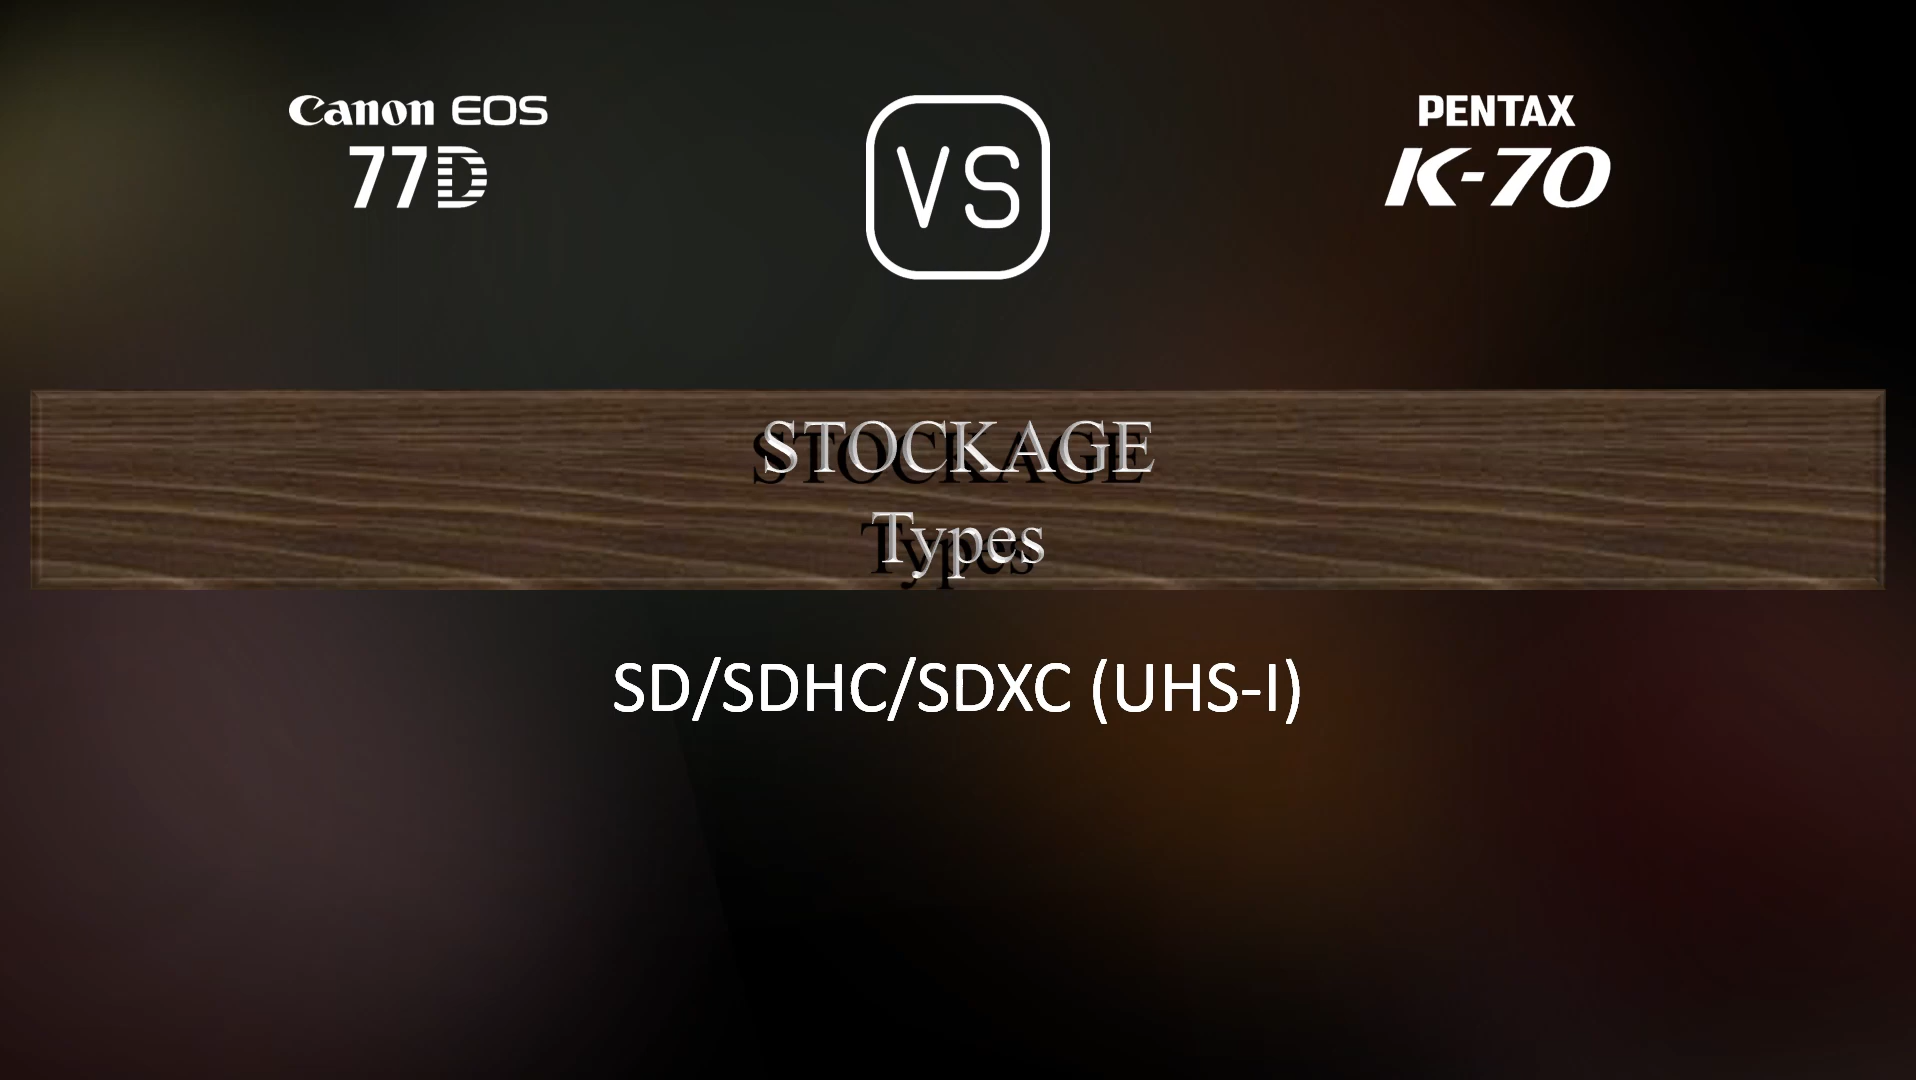 Canon EOS
77D
VS
PENTAX
K-70
STOCKAGE
Types
SD/SDHC/SDXC (UHS-I)